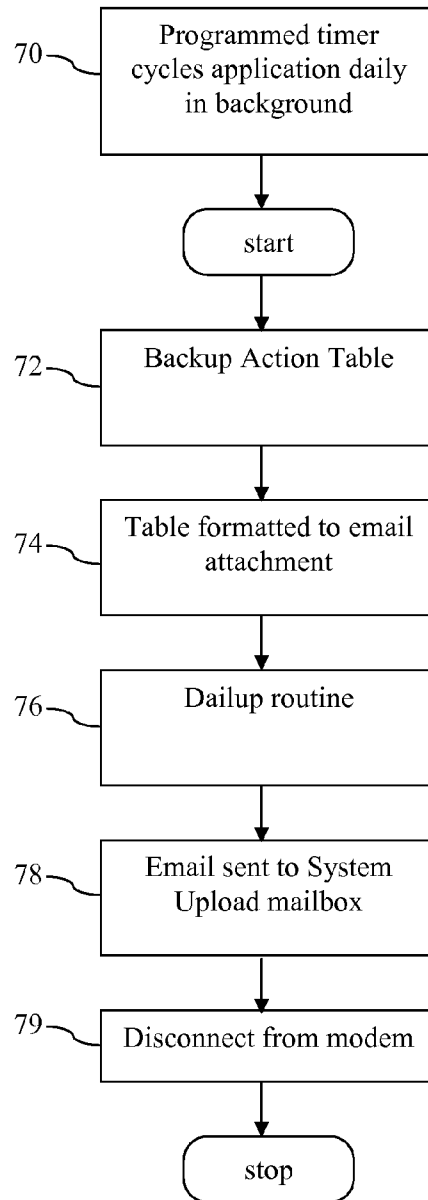 70
Programmed timer
cycles application daily
in background
start
72
Backup Action Table
74
Table formatted to email
attachment
76
Dailup routine
78
Email sent to System
Upload mailbox
79
Disconnect from modem
stop